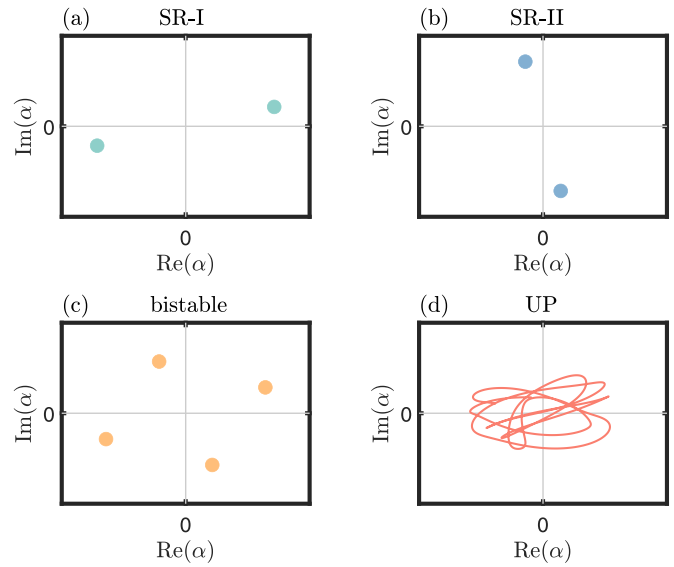 (a) SR-I
Im(α)
0
0
Re(α)
(b) SR-II
Im(α)
0
0
Re(α)
(c) bistable
Im(α)
0
0
Re(α)
(d) UP
Im(α)
0
0
Re(α)